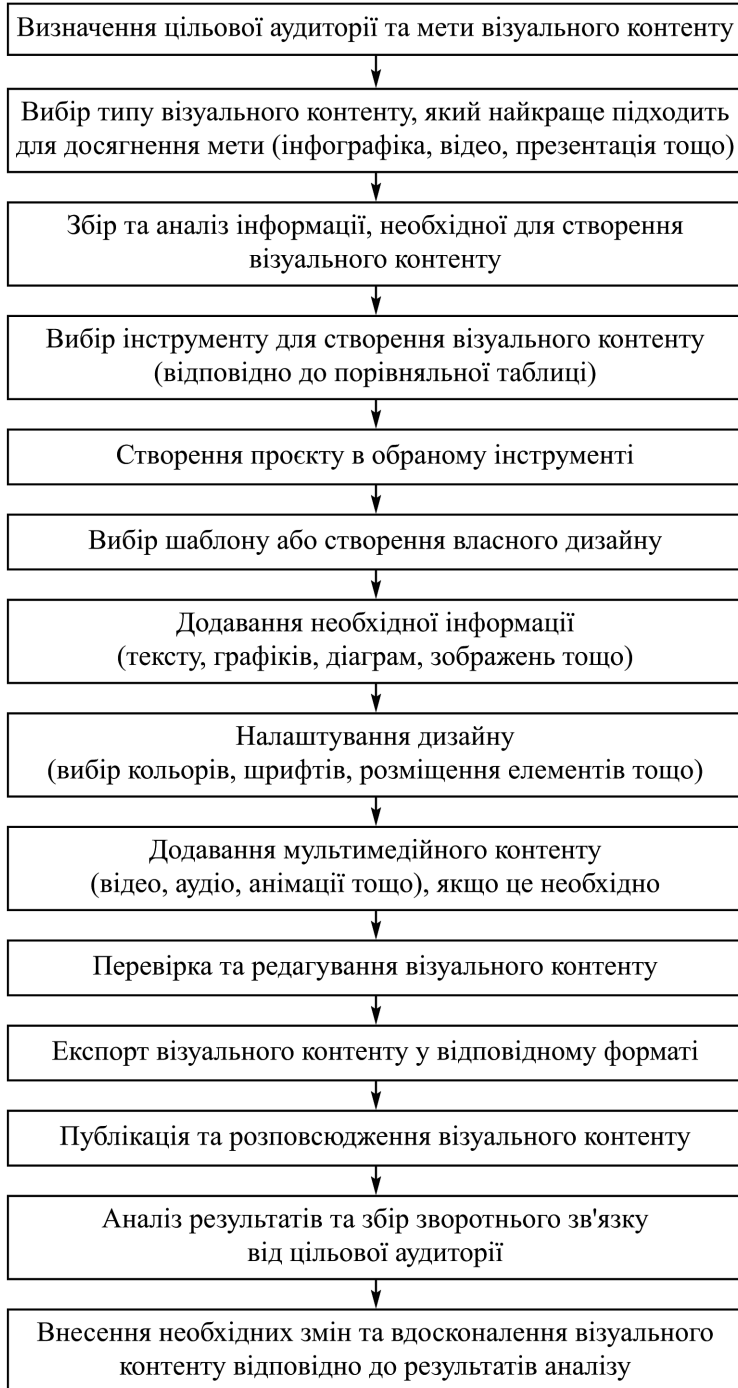 Визначення цільової аудиторії та мети візуального контенту
Вибір типу візуального контенту, який найкраще підходить
для досягнення мети (інфографіка, відео, презентація тощо)
Збір та аналіз інформації, необхідної для створення
візуального контенту
Вибір інструменту для створення візуального контенту
(відповідно до порівняльної таблиці)
Створення проєкту в обраному інструменті
Вибір шаблону або створення власного дизайну
Додавання необхідної інформації
(тексту, графіків, діаграм, зображень тощо)
Налаштування дизайну
(вибір кольорів, шрифтів, розміщення елементів тощо)
Додавання мультимедійного контенту
(відео, аудіо, анімації тощо), якщо це необхідно
Перевірка та редагування візуального контенту
Експорт візуального контенту у відповідному форматі
Публікація та розповсюдження візуального контенту
Аналіз результатів та збір зворотнього зв'язку
від цільової аудиторії
Внесення необхідних змін та вдосконалення візуального
контенту відповідно до результатів аналізу